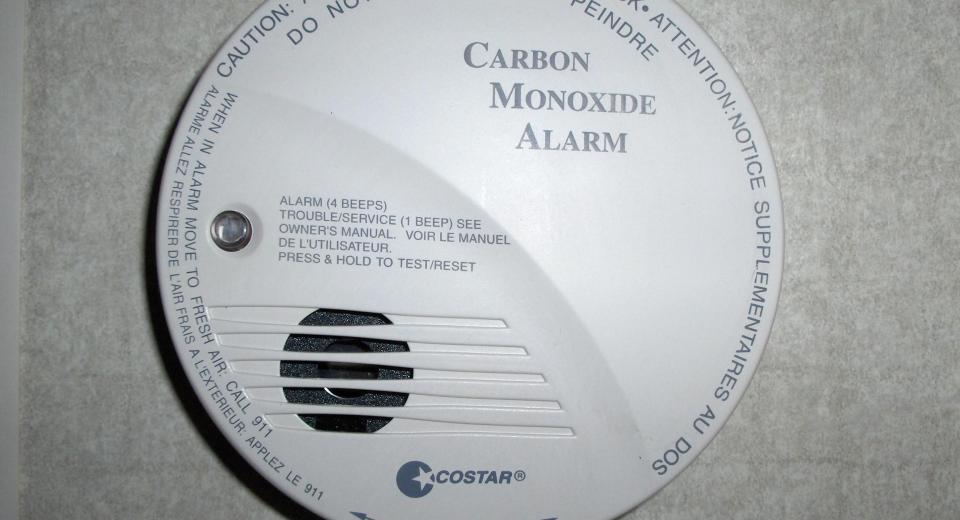 CAUTION:
DO NOT
PEINDRE
ATTENTION: NOTICE SUPPLEMENTAIRES AU DOS
CARBON
MONOXIDE
ALARM
WHEN IN ALARM MOVE TO FRESH AIR: CALL 911
ALARME ALLEZ RESPIRER DE L'AIR FRAIS A L'EXTERIEUR: APPLEZ LE 911
ALARM (4 BEEPS)
TROUBLE/SERVICE (1 BEEP) SEE
OWNER'S MANUAL. VOIR LE MANUEL
DE L'UTILISATEUR.
PRESS & HOLD TO TEST/RESET
COSTAR®